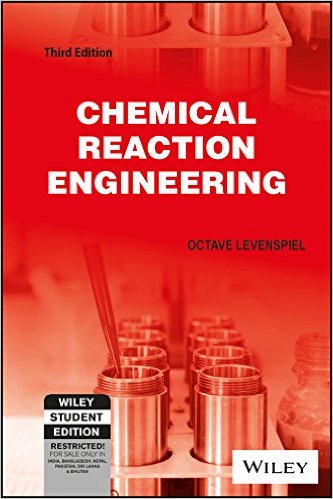 Third Edition
CHEMICAL
REACTION
ENGINEERING
OCTAVE LEVENSPIEL
WILEY
STUDENT
EDITION
RESTRICTED!
FOR SALE ONLY IN
INDIA, BANGLADESH, NEPAL,
PAKISTAN, SRI LANKA
& BHUTAN
WILEY